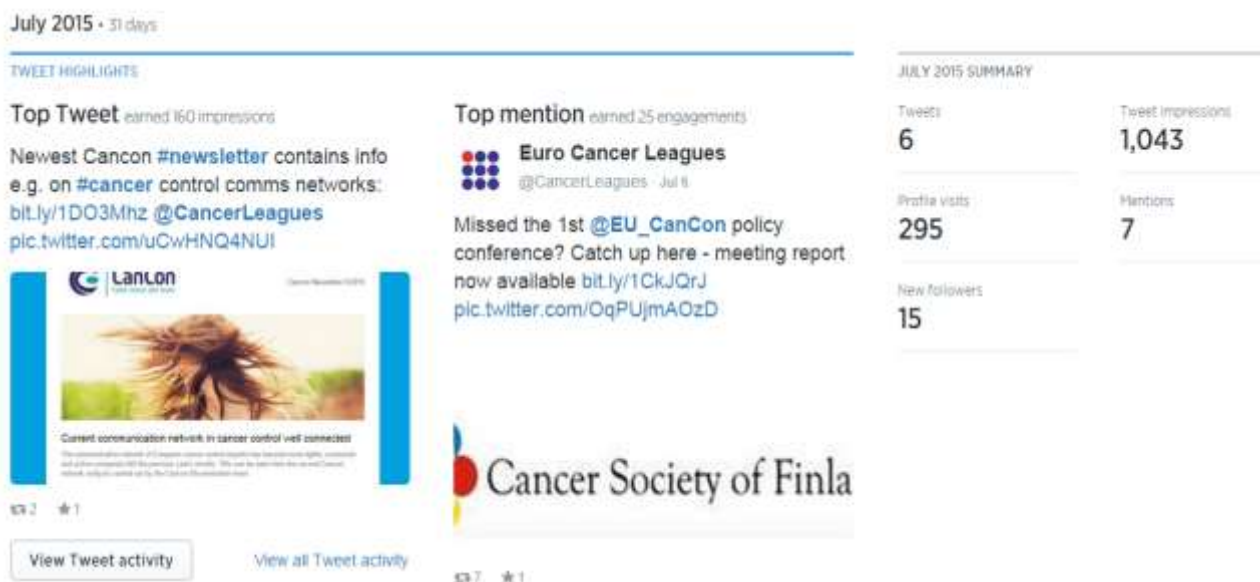 July 2015 • 31 days
TWEET HIGHLIGHTS
Top Tweet earned 160 impressions
Newest Cancon #newsletter contains info
e.g. on #cancer control comms networks:
bit.ly/1DO3Mhz @CancerLeagues
pic.twitter.com/uCwHNQ4NUI
CanCon
Current communication network in cancer control well connected
2
1
View Tweet activity
View all Tweet activity
Top mention earned 25 engagements
Euro Cancer Leagues
@CancerLeagues · Jul 6
Missed the 1st @EU_CanCon policy
conference? Catch up here - meeting report
now available bit.ly/1CkJQrJ
pic.twitter.com/OqPUjmAOzD
Cancer Society of Finla
7
1
JULY 2015 SUMMARY
Tweets
6
Tweet impressions
1,043
Profile visits
295
Mentions
7
New followers
15